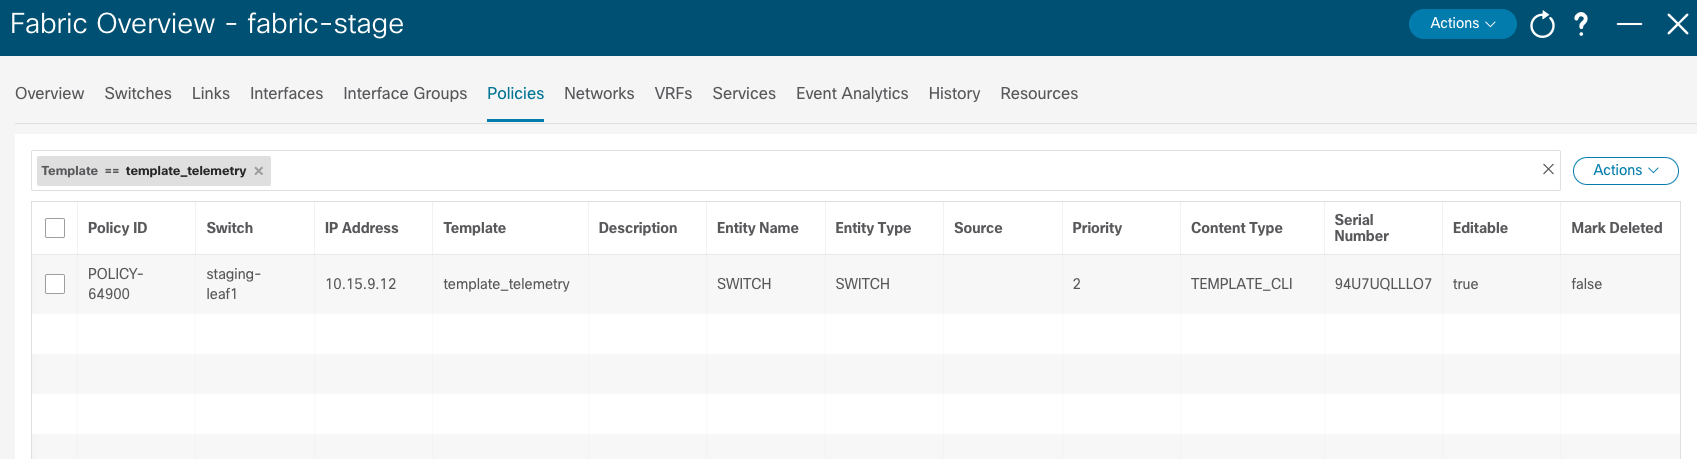 Fabric Overview - fabric-stage
Actions
?
Overview Switches Links Interfaces Interface Groups Policies Networks VRFs Services Event Analytics History Resources
Template == template_telemetry
Actions
Policy ID Switch IP Address Template Description Entity Name Entity Type Source Priority Content Type Serial Number Editable Mark Deleted
POLICY-64900 staging-leaf1 10.15.9.12 template_telemetry SWITCH SWITCH 2 TEMPLATE_CLI 94U7UQLLLO7 true false